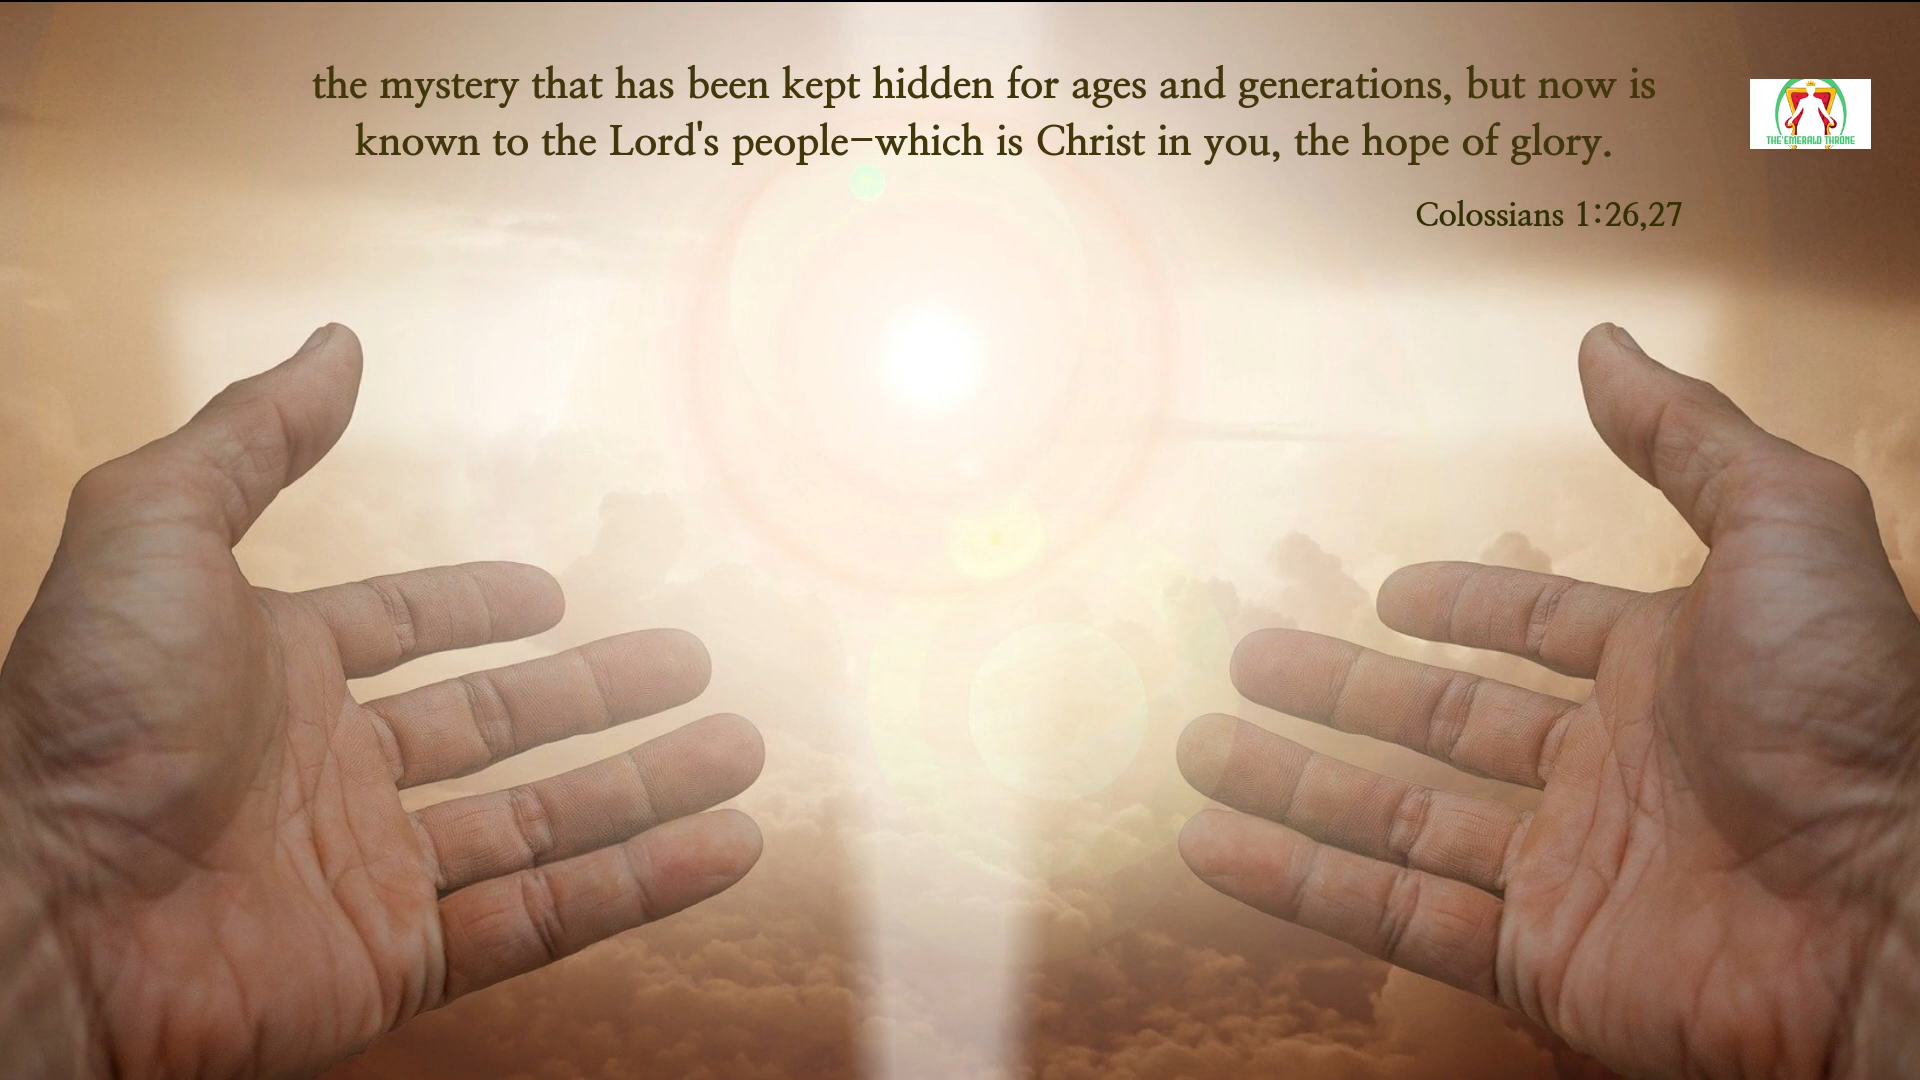 the mystery that has been kept hidden for ages and generations, but now is
known to the Lord's people–which is Christ in you, the hope of glory.
Colossians 1:26,27
THE EMERALD THRONE